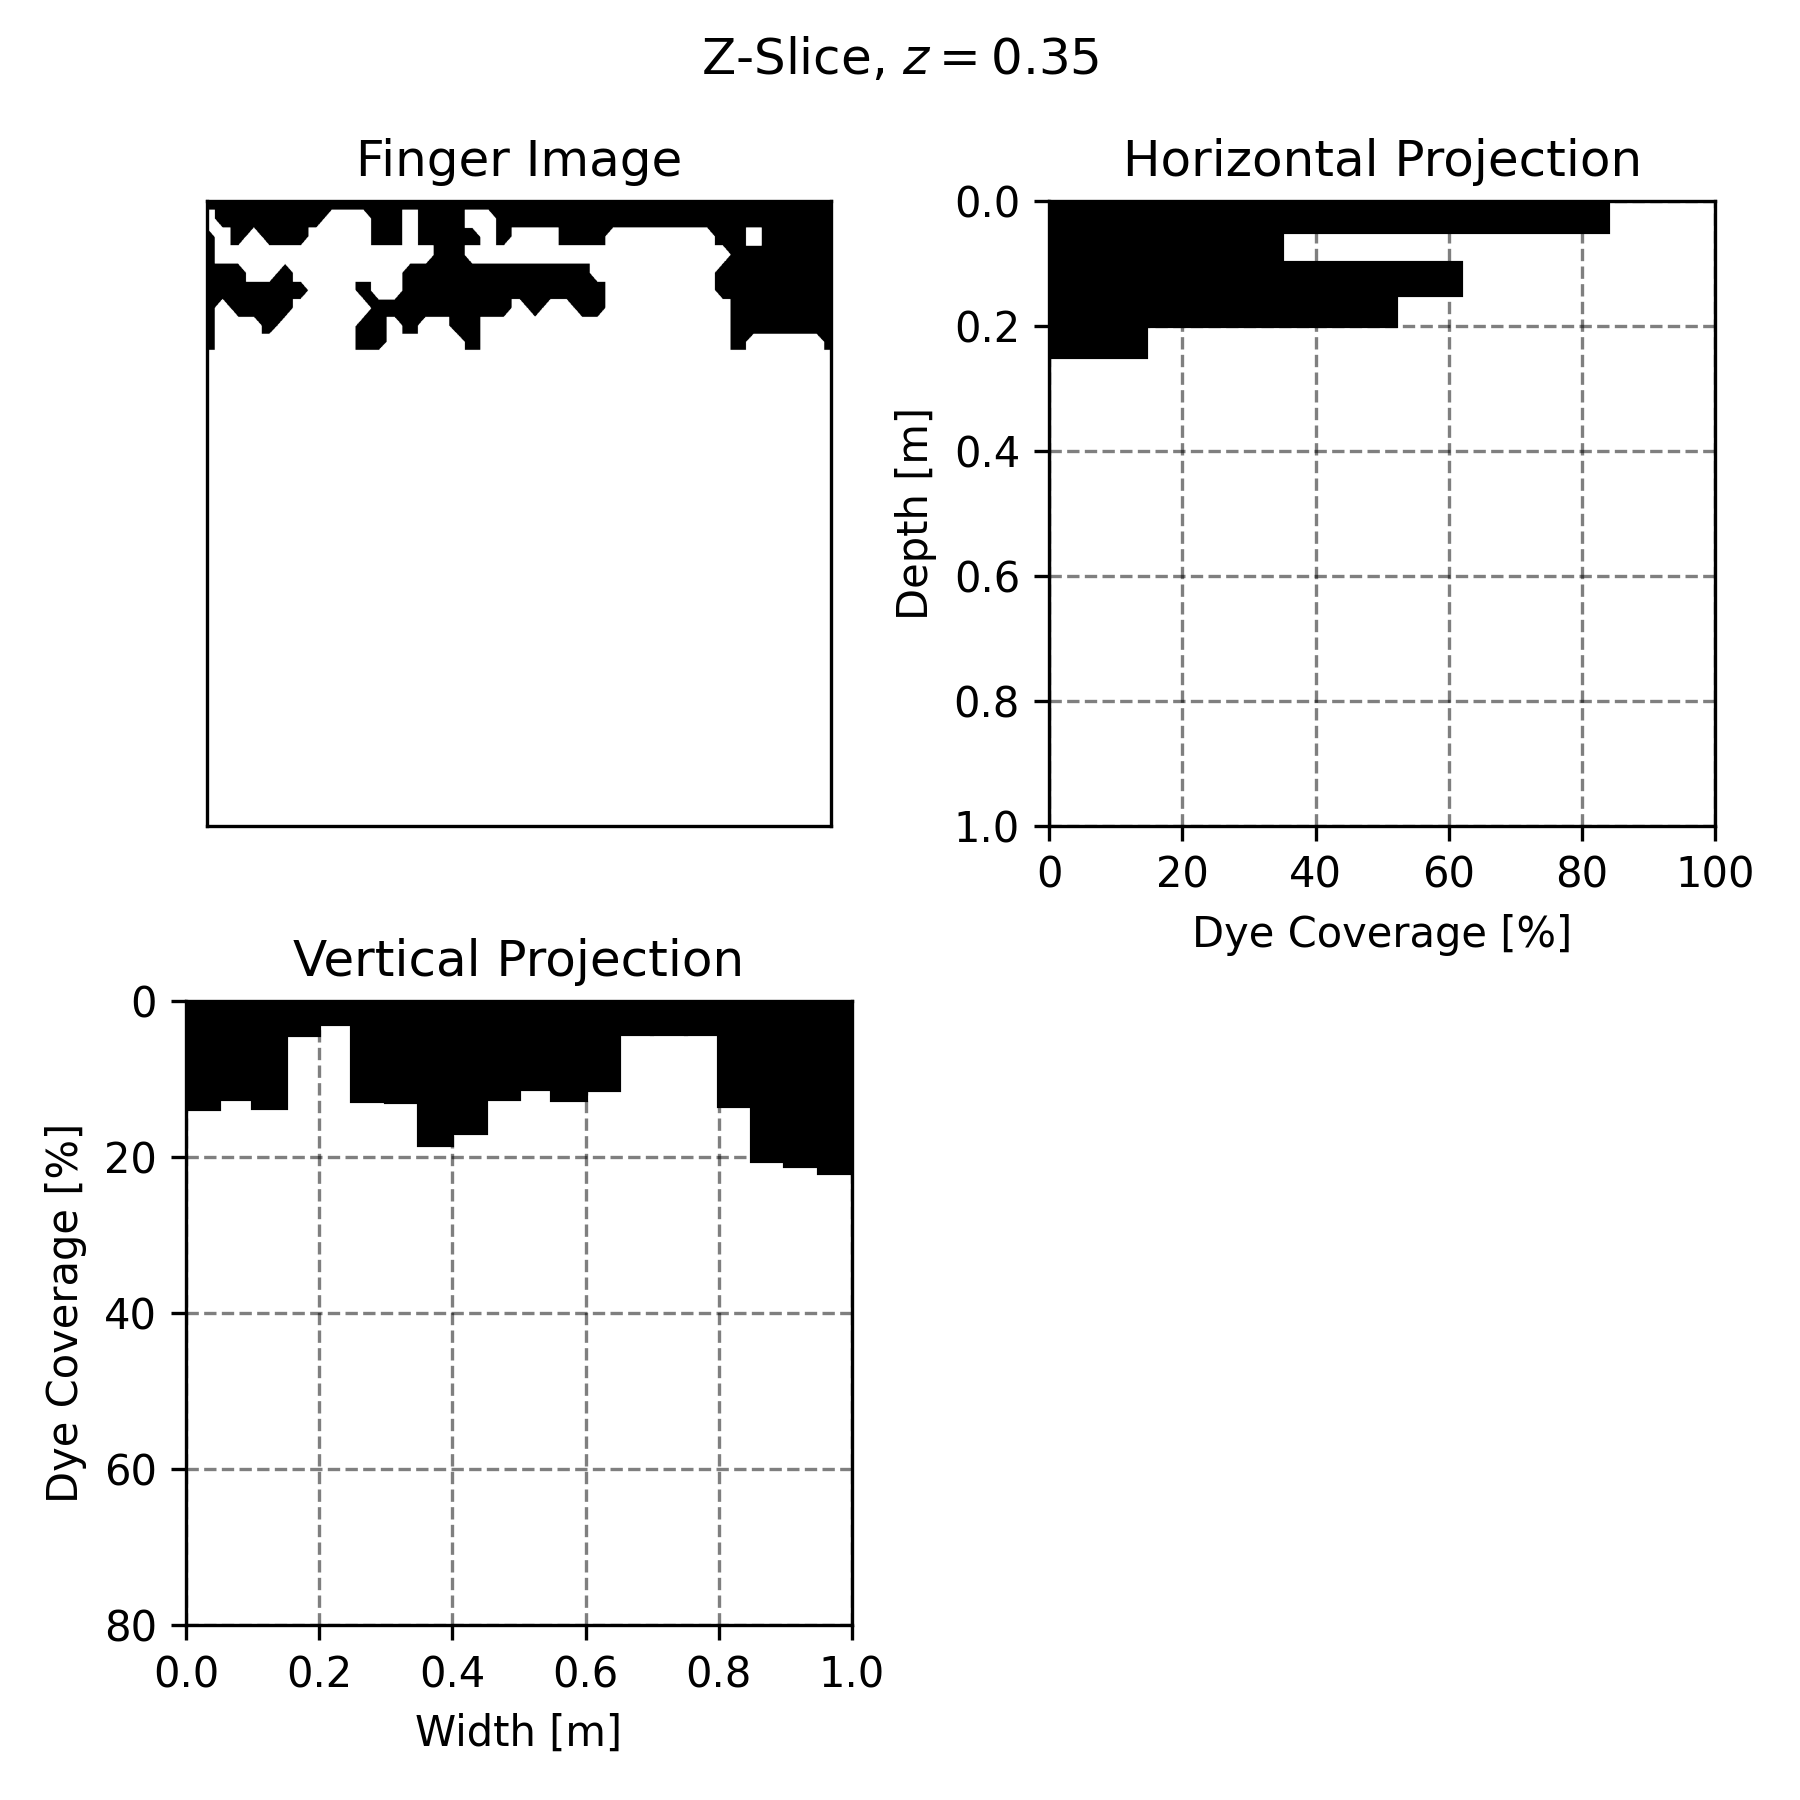 Z-Slice, z = 0.35
Finger Image
Horizontal Projection
0.0
0.2
0.4
0.6
0.8
1.0
Depth [m]
0 20 40 60 80 100
Dye Coverage [%]
Vertical Projection
0
20
40
60
80
Dye Coverage [%]
0.0 0.2 0.4 0.6 0.8 1.0
Width [m]